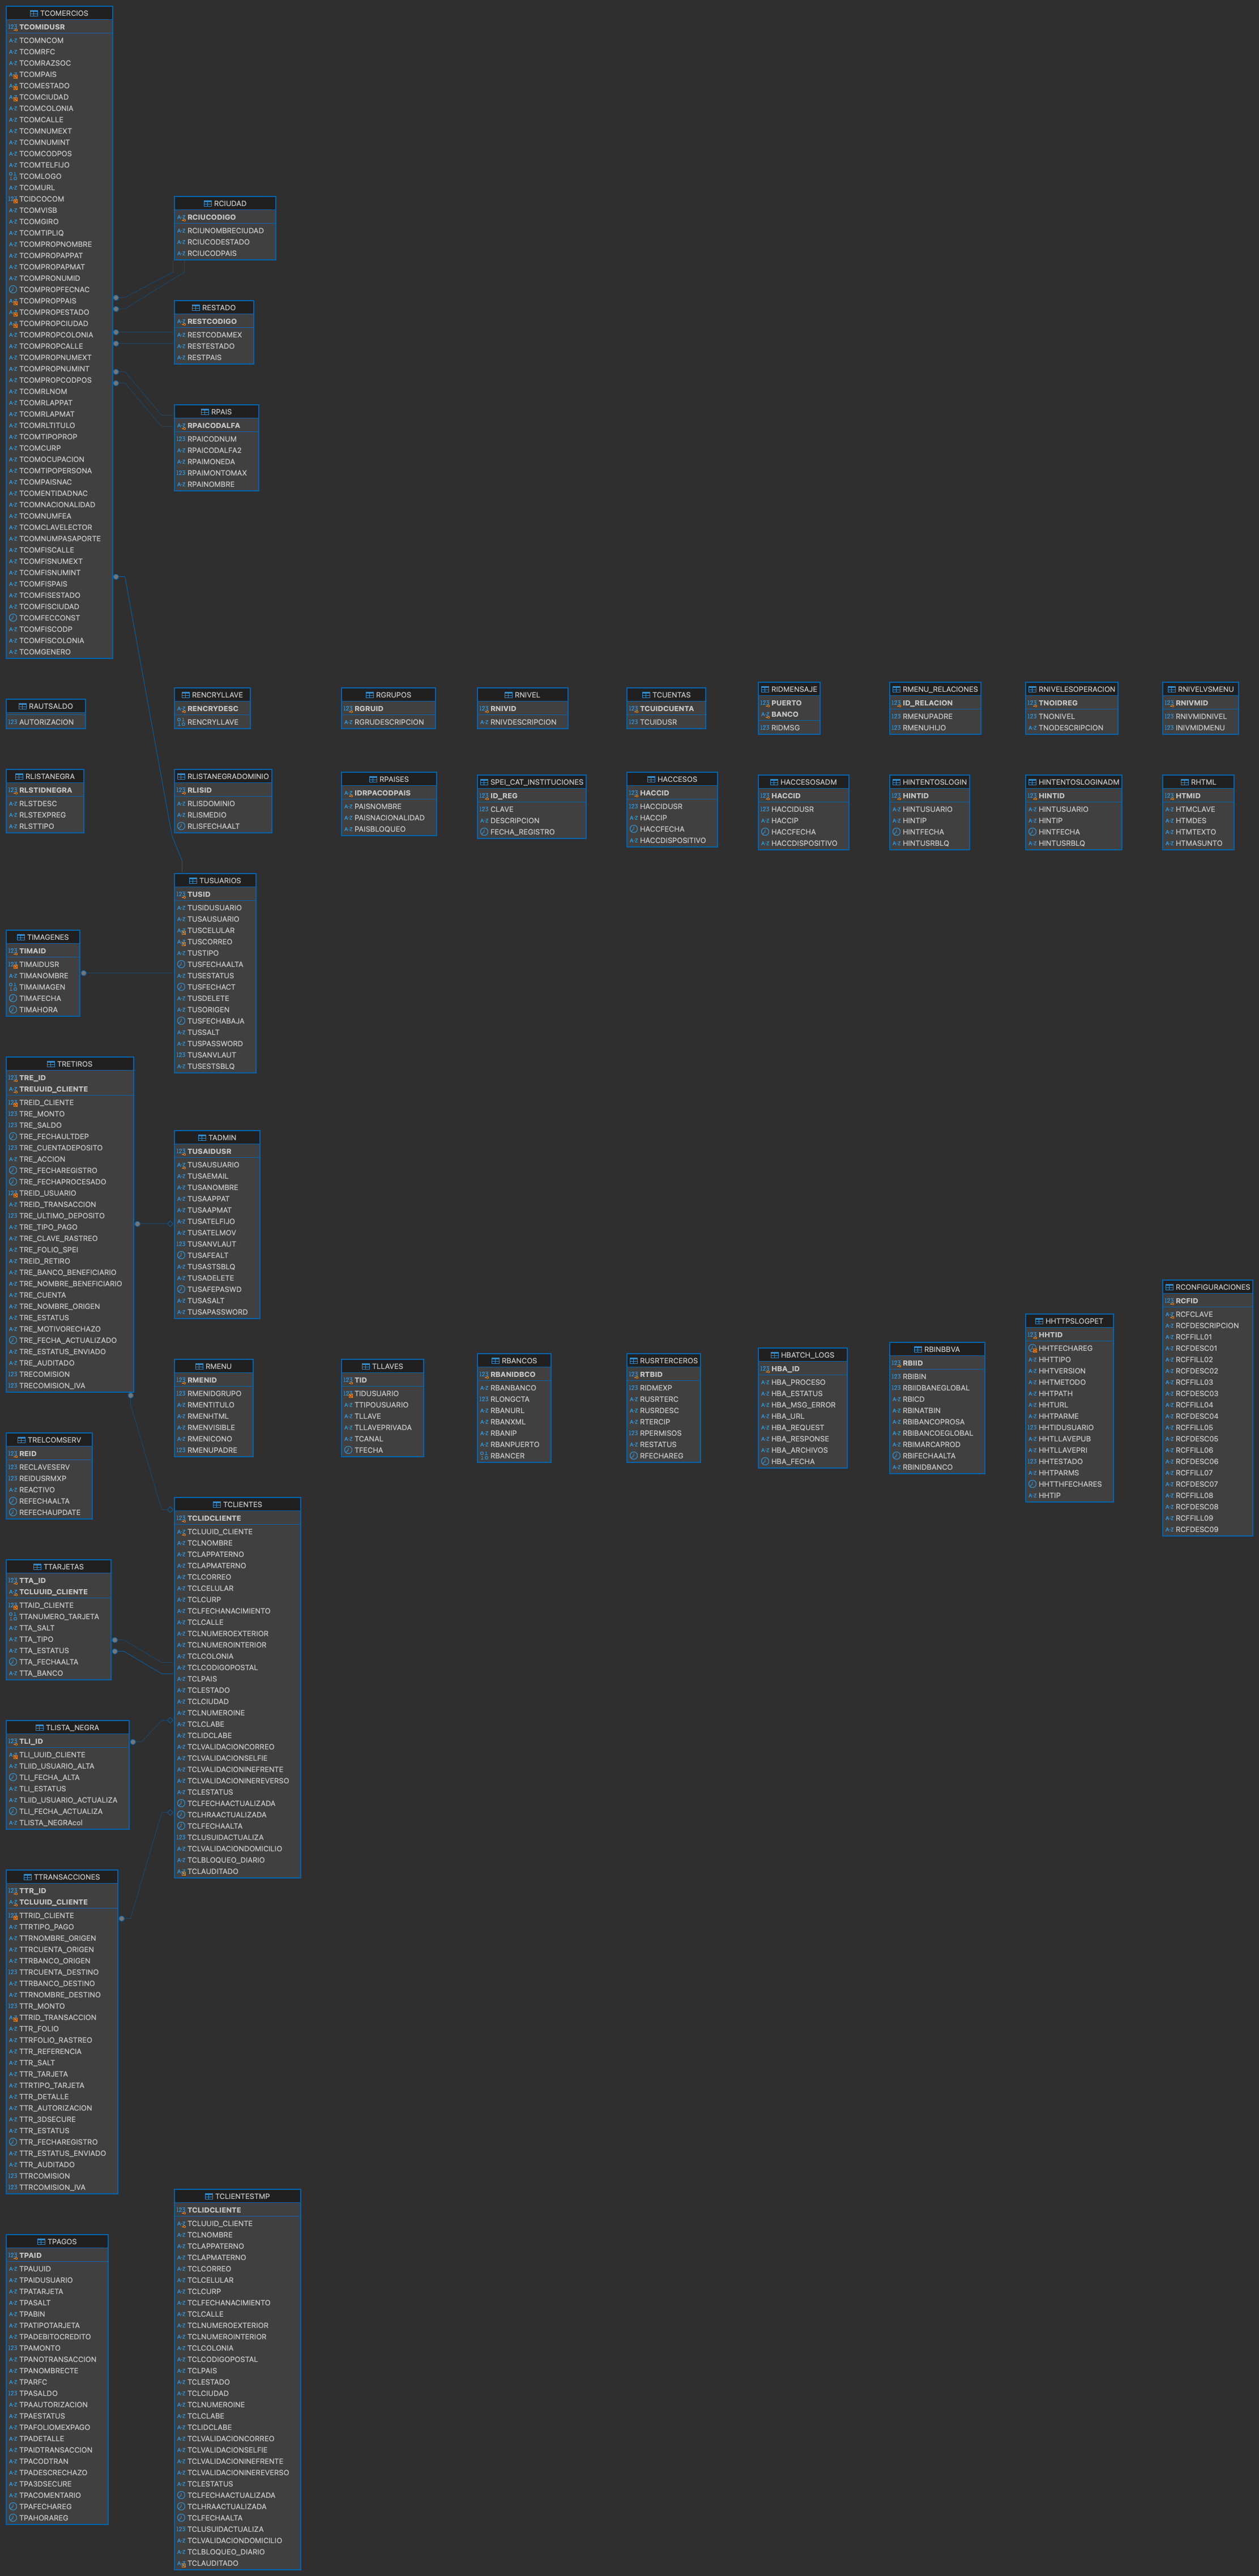 TCOMERCIOS
TCOMIDUSR
TCOMNCOM
TCOMRFC
TCOMRAZSOC
TCOMPAIS
TCOMESTADO
TCOMCIUDAD
TCOMCOLONIA
TCOMCALLE
TCOMNUMEXT
TCOMNUMINT
TCOMCODPOS
TCOMTELFIJO
TCOMLOGO
TCOMURL
TCIDCOCOM
TCOMVISB
TCOMGIRO
TCOMTIPLIQ
TCOMPROPNOMBRE
TCOMPROPAPPAT
TCOMPROPAPMAT
TCOMPRONUMID
TCOMPROPFECNAC
TCOMPROPPAIS
TCOMPROPESTADO
TCOMPROPCIUDAD
TCOMPROPCOLONIA
TCOMPROPCALLE
TCOMPROPNUMEXT
TCOMPROPNUMINT
TCOMPROPCODPOS
TCOMRLNOM
TCOMRLAPPAT
TCOMRLAPMAT
TCOMRLTITULO
TCOMTIPOPROP
TCOMCURP
TCOMOCUPACION
TCOMTIPOPERSONA
TCOMPAISNAC
TCOMENTIDADNAC
TCOMNACIONALIDAD
TCOMNUMFEA
TCOMCLAVELECTOR
TCOMNUMPASAPORTE
TCOMFISCALLE
TCOMFISNUMEXT
TCOMFISNUMINT
TCOMFISPAIS
TCOMFISESTADO
TCOMFISCIUDAD
TCOMFECCONST
TCOMFISCODP
TCOMFISCOLONIA
TCOMGENERO
RCIUDAD
RCIUCODIGO
RCIUNOMBRECIUDAD
RCIUCODESTADO
RCIUCODPAIS
RESTADO
RESTCODIGO
RESTCODAMEX
RESTESTADO
RESTPAIS
RPAIS
RPAICODALFA
RPAICODNUM
RPAICODALFA2
RPAIMONEDA
RPAIMONTOMAX
RPAINOMBRE
RAUTSALDO
AUTORIZACION
RENCRYLLAVE
RENCRYDESC
RENCRYLLAVE
RGRUPOS
RGRUID
RGRUDESCRIPCION
RNIVEL
RNIVID
RNIVDESCRIPCION
TCUENTAS
TCUIDCUENTA
TCUIDUSR
RIDMENSAJE
PUERTO
BANCO
RIDMSG
RMENU_RELACIONES
ID_RELACION
RMENUPADRE
RMENUHIJO
RNIVELESOPERACION
TNOIDREG
TNONIVEL
TNODESCRIPCION
RNIVELVSMENU
RNIVMID
RNIVMIDNIVEL
INIVMIDMENU
RLISTANEGRA
RLSTIDNEGRA
RLSTDESC
RLSTEXPREG
RLSTTIPO
RLISTANEGRADOMINIO
RLISID
RLISDOMINIO
RLISMEDIO
RLISFECHAALT
RPAISES
IDRPACODPAIS
PAISNOMBRE
PAISNACIONALIDAD
PAISBLOQUEO
SPEI_CAT_INSTITUCIONES
ID_REG
CLAVE
DESCRIPCION
FECHA_REGISTRO
HACCESOS
HACCID
HACCIDUSR
HACCIP
HACCFECHA
HACCDISPOSITIVO
HACCESOSADM
HACCID
HACCIDUSR
HACCIP
HACCFECHA
HACCDISPOSITIVO
HINTENTOSLOGIN
HINTID
HINTUSUARIO
HINTIP
HINTFECHA
HINTUSRBLQ
HINTENTOSLOGINADM
HINTID
HINTUSUARIO
HINTIP
HINTFECHA
HINTUSRBLQ
RHTML
HTMID
HTMCLAVE
HTMDES
HTMTEXTO
HTMASUNTO
TUSUARIOS
TUSID
TUSIDUSUARIO
TUSAUSUARIO
TUSCELULAR
TUSCORREO
TUSTIPO
TUSFECHAALTA
TUSESTATUS
TUSFECHACT
TUSDELETE
TUSORIGEN
TUSFECHABAJA
TUSSALT
TUSPASSWORD
TUSANVLAUT
TUSESTSBLQ
TIMAGENES
TIMAID
TIMAIDUSR
TIMANOMBRE
TIMAIMAGEN
TIMAFECHA
TIMAHORA
TRETIROS
TRE_ID
TREUUID_CLIENTE
TREID_CLIENTE
TRE_MONTO
TRE_SALDO
TRE_FECHAULTDEP
TRE_CUENTADEPOSITO
TRE_ACCION
TRE_FECHAREGISTRO
TRE_FECHAPROCESADO
TREID_USUARIO
TREID_TRANSACCION
TRE_ULTIMO_DEPOSITO
TRE_TIPO_PAGO
TRE_CLAVE_RASTREO
TRE_FOLIO_SPEI
TREID_RETIRO
TRE_BANCO_BENEFICIARIO
TRE_NOMBRE_BENEFICIARIO
TRE_CUENTA
TRE_NOMBRE_ORIGEN
TRE_ESTATUS
TRE_MOTIVORECHAZO
TRE_FECHA_ACTUALIZADO
TRE_ESTATUS_ENVIADO
TRE_AUDITADO
TRECOMISION
TRECOMISION_IVA
TADMIN
TUSAIDUSR
TUSAUSUARIO
TUSAEMAIL
TUSANOMBRE
TUSAAPPAT
TUSAAPMAT
TUSATELFIJO
TUSATELMOV
TUSANVLAUT
TUSAFEALT
TUSASTSBLQ
TUSADELETE
TUSAFEPASWD
TUSASALT
TUSAPASSWORD
RMENU
RMENID
RMENIDGRUPO
RMENTITULO
RMENHTML
RMENVISIBLE
RMENICONO
RMENUPADRE
TLLAVES
TID
TIDUSUARIO
TTIPOUSUARIO
TLLAVE
TLLAVEPRIVADA
TCANAL
TFECHA
RBANCOS
RBANIDBCO
RBANBANCO
RLONGCTA
RBANURL
RBANXML
RBANIP
RBANPUERTO
RBANCER
RUSRTERCEROS
RTBID
RIDMEXP
RUSRTERC
RUSRDESC
RTERCIP
RPERMISOS
RESTATUS
RFECHAREG
HBATCH_LOGS
HBA_ID
HBA_PROCESO
HBA_ESTATUS
HBA_MSG_ERROR
HBA_URL
HBA_REQUEST
HBA_RESPONSE
HBA_ARCHIVOS
HBA_FECHA
RBINBBVA
RBIID
RBIBIN
RBIIDBANEGLOBAL
RBICD
RBINATBIN
RBIBANCOPROSA
RBIBANCOEGLOBAL
RBIMARCAPROD
RBIFECHAALTA
RBINIDBANCO
HHTTPSLOGPET
HHTID
HHTFECHAREG
HHTTIPO
HHTVERSION
HHTMETODO
HHTPATH
HHTURL
HHTPARME
HHTIDUSUARIO
HHTLLAVEPUB
HHTLLAVEPRI
HHTESTADO
HHTPARMS
HHTTHFECHARES
HHTIP
RCONFIGURACIONES
RCFID
RCFCLAVE
RCFDESCRIPCION
RCFFILL01
RCFDESC01
RCFFILL02
RCFDESC02
RCFFILL03
RCFDESC03
RCFFILL04
RCFDESC04
RCFFILL05
RCFDESC05
RCFFILL06
RCFDESC06
RCFFILL07
RCFDESC07
RCFFILL08
RCFDESC08
RCFFILL09
RCFDESC09
TRELCOMSERV
REID
RECLAVESERV
REIDUSRMXP
REACTIVO
REFECHAALTA
REFECHAUPDATE
TTARJETAS
TTA_ID
TCLUUID_CLIENTE
TTAID_CLIENTE
TTANUMERO_TARJETA
TTA_SALT
TTA_TIPO
TTA_ESTATUS
TTA_FECHAALTA
TTA_BANCO
TLISTA_NEGRA
TLI_ID
TLI_UUID_CLIENTE
TLIID_USUARIO_ALTA
TLI_FECHA_ALTA
TLI_ESTATUS
TLIID_USUARIO_ACTUALIZA
TLI_FECHA_ACTUALIZA
TLISTA_NEGRAcol
TCLIENTES
TCLIDCLIENTE
TCLUUID_CLIENTE
TCLNOMBRE
TCLAPPATERNO
TCLAPMATERNO
TCLCORREO
TCLCELULAR
TCLCURP
TCLFECHANACIMIENTO
TCLCALLE
TCLNUMEROEXTERIOR
TCLNUMEROINTERIOR
TCLCOLONIA
TCLCODIGOPOSTAL
TCLPAIS
TCLESTADO
TCLCIUDAD
TCLNUMEROINE
TCLCLABE
TCLIDCLABE
TCLVALIDACIONCORREO
TCLVALIDACIONSELFIE
TCLVALIDACIONINEFRENTE
TCLVALIDACIONINEREVERSO
TCLESTATUS
TCLFECHAACTUALIZADA
TCLHRAACTUALIZADA
TCLFECHAALTA
TCLUSUIDACTUALIZA
TCLVALIDACIONDOMICILIO
TCLBLOQUEO_DIARIO
TCLAUDITADO
TTRANSACCIONES
TTR_ID
TCLUUID_CLIENTE
TTRID_CLIENTE
TTRTIPO_PAGO
TTRNOMBRE_ORIGEN
TTRCUENTA_ORIGEN
TTRBANCO_ORIGEN
TTRCUENTA_DESTINO
TTRBANCO_DESTINO
TTRNOMBRE_DESTINO
TTR_MONTO
TTRID_TRANSACCION
TTR_FOLIO
TTRFOLIO_RASTREO
TTR_REFERENCIA
TTR_SALT
TTR_TARJETA
TTRTIPO_TARJETA
TTR_DETALLE
TTR_AUTORIZACION
TTR_3DSECURE
TTR_ESTATUS
TTR_FECHAREGISTRO
TTR_ESTATUS_ENVIADO
TTR_AUDITADO
TTRCOMISION
TTRCOMISION_IVA
TPAGOS
TPAID
TPAUUID
TPAIDUSUARIO
TPATARJETA
TPASALT
TPABIN
TPATIPOTARJETA
TPADEBITOCREDITO
TPAMONTO
TPANOTRANSACCION
TPANOMBRECTE
TPARFC
TPASALDO
TPAAUTORIZACION
TPAESTATUS
TPAFOLIOMEXPAGO
TPADETALLE
TPAIDTRANSACCION
TPACODTRAN
TPADESCRECHAZO
TPA3DSECURE
TPACOMENTARIO
TPAFECHAREG
TPAHORAREG
TCLIENTESTMP
TCLIDCLIENTE
TCLUUID_CLIENTE
TCLNOMBRE
TCLAPPATERNO
TCLAPMATERNO
TCLCORREO
TCLCELULAR
TCLCURP
TCLFECHANACIMIENTO
TCLCALLE
TCLNUMEROEXTERIOR
TCLNUMEROINTERIOR
TCLCOLONIA
TCLCODIGOPOSTAL
TCLPAIS
TCLESTADO
TCLCIUDAD
TCLNUMEROINE
TCLCLABE
TCLIDCLABE
TCLVALIDACIONCORREO
TCLVALIDACIONSELFIE
TCLVALIDACIONINEFRENTE
TCLVALIDACIONINEREVERSO
TCLESTATUS
TCLFECHAACTUALIZADA
TCLHRAACTUALIZADA
TCLFECHAALTA
TCLUSUIDACTUALIZA
TCLVALIDACIONDOMICILIO
TCLBLOQUEO_DIARIO
TCLAUDITADO